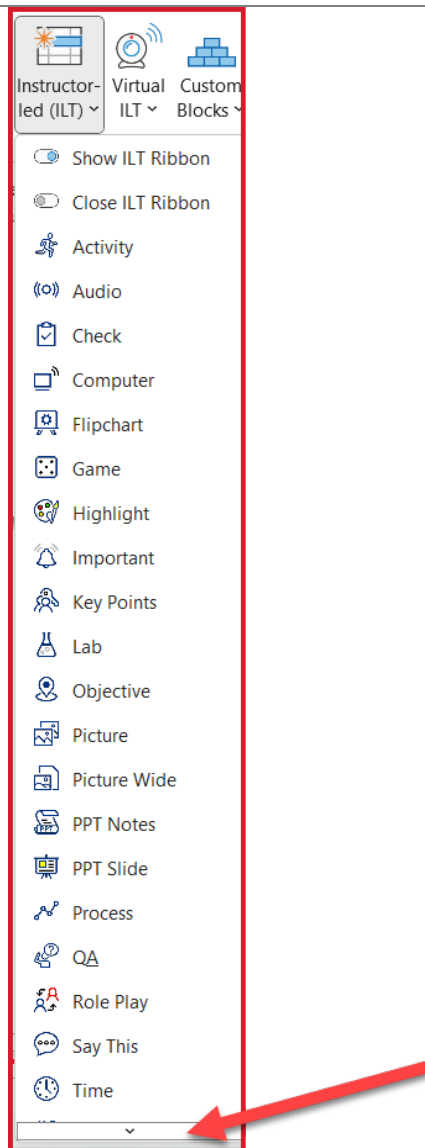 Instructor-
led (ILT)
Virtual
ILT
Custom
Blocks
Show ILT Ribbon
Close ILT Ribbon
Activity
Audio
Check
Computer
Flipchart
Game
Highlight
Important
Key Points
Lab
Objective
Picture
Picture Wide
PPT Notes
PPT Slide
Process
QA
Role Play
Say This
Time